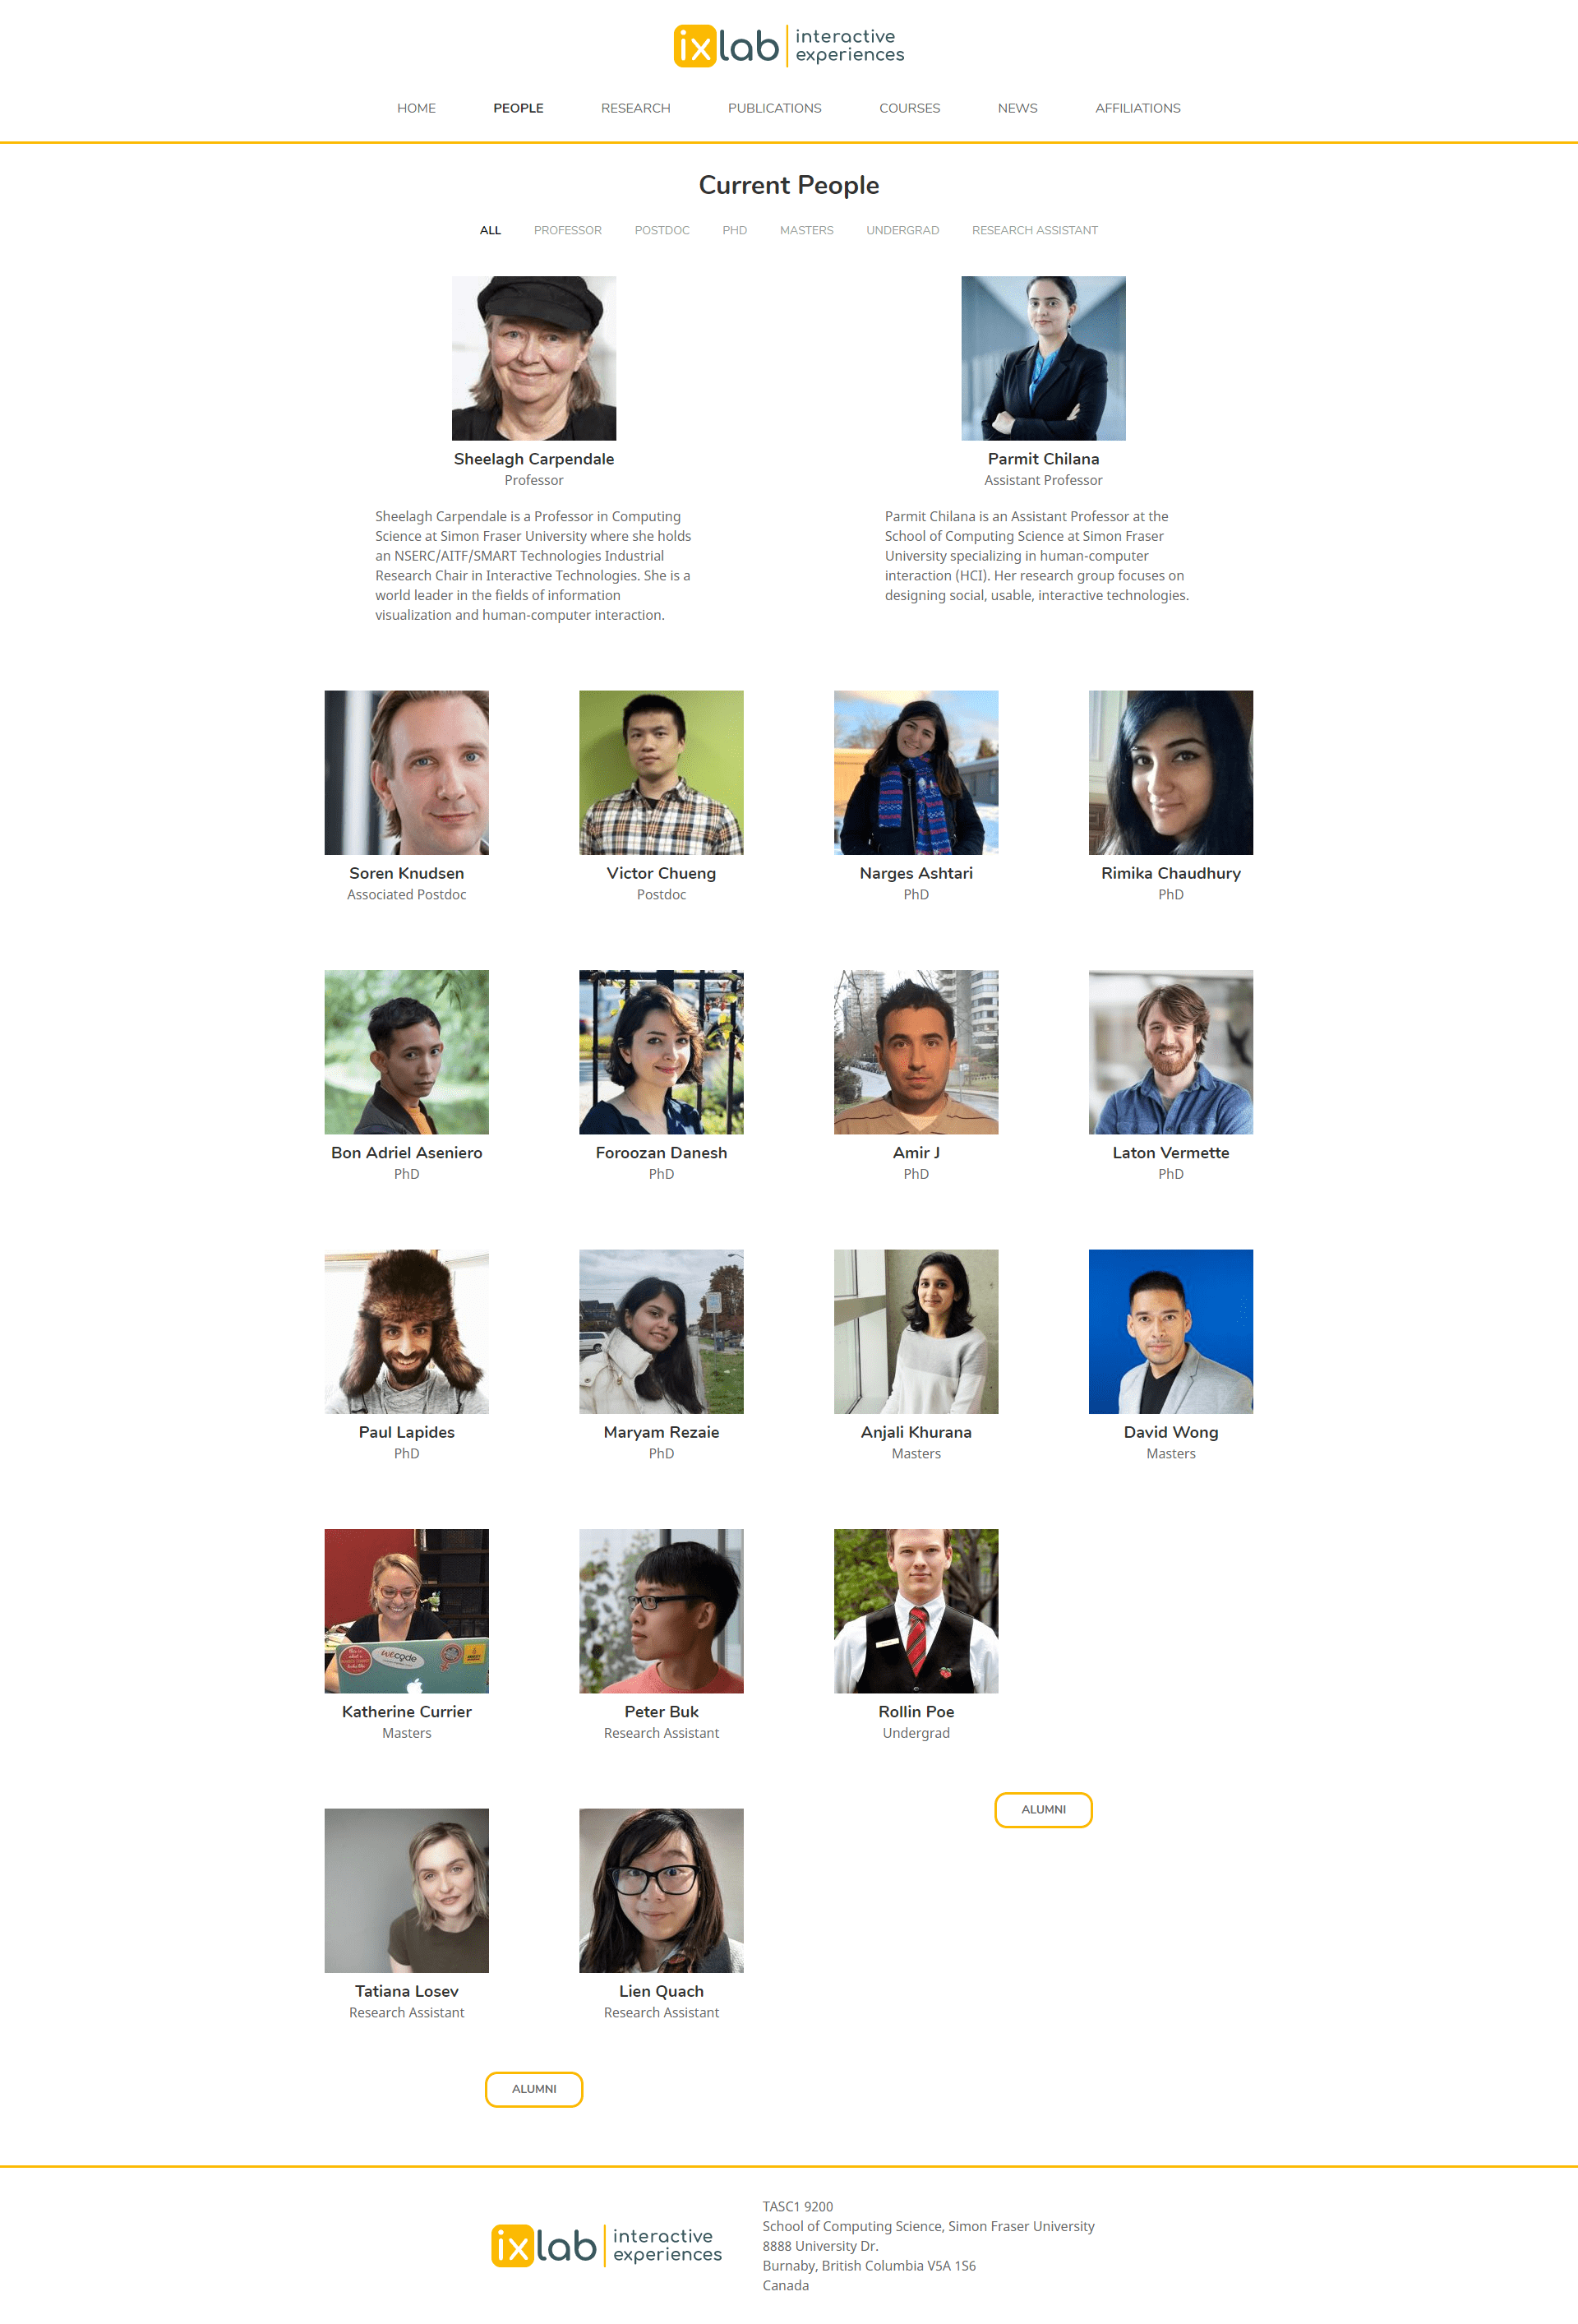 ixlab interactive
experiences
HOME PEOPLE RESEARCH PUBLICATIONS COURSES NEWS AFFILIATIONS
Current People
ALL PROFESSOR POSTDOC PHD MASTERS UNDERGRAD RESEARCH ASSISTANT
Sheelagh Carpendale
Professor
Sheelagh Carpendale is a Professor in Computing
Science at Simon Fraser University where she holds
an NSERC/AITF/SMART Technologies Industrial
Research Chair in Interactive Technologies. She is a
world leader in the fields of information
visualization and human-computer interaction.
Parmit Chilana
Assistant Professor
Parmit Chilana is an Assistant Professor at the
School of Computing Science at Simon Fraser
University specializing in human-computer
interaction (HCI). Her research group focuses on
designing social, usable, interactive technologies.
Soren Knudsen
Associated Postdoc
Victor Chueng
Postdoc
Narges Ashtari
PhD
Rimika Chaudhury
PhD
Bon Adriel Aseniero
PhD
Foroozan Danesh
PhD
Amir J
PhD
Laton Vermette
PhD
Paul Lapides
PhD
Maryam Rezaie
PhD
Anjali Khurana
Masters
David Wong
Masters
wecode
Katherine Currier
Masters
Peter Buk
Research Assistant
Rollin Poe
Undergrad
ALUMNI
Tatiana Losev
Research Assistant
Lien Quach
Research Assistant
ALUMNI
ixlab interactive
experiences
TASC1 9200
School of Computing Science, Simon Fraser University
8888 University Dr.
Burnaby, British Columbia V5A 1S6
Canada